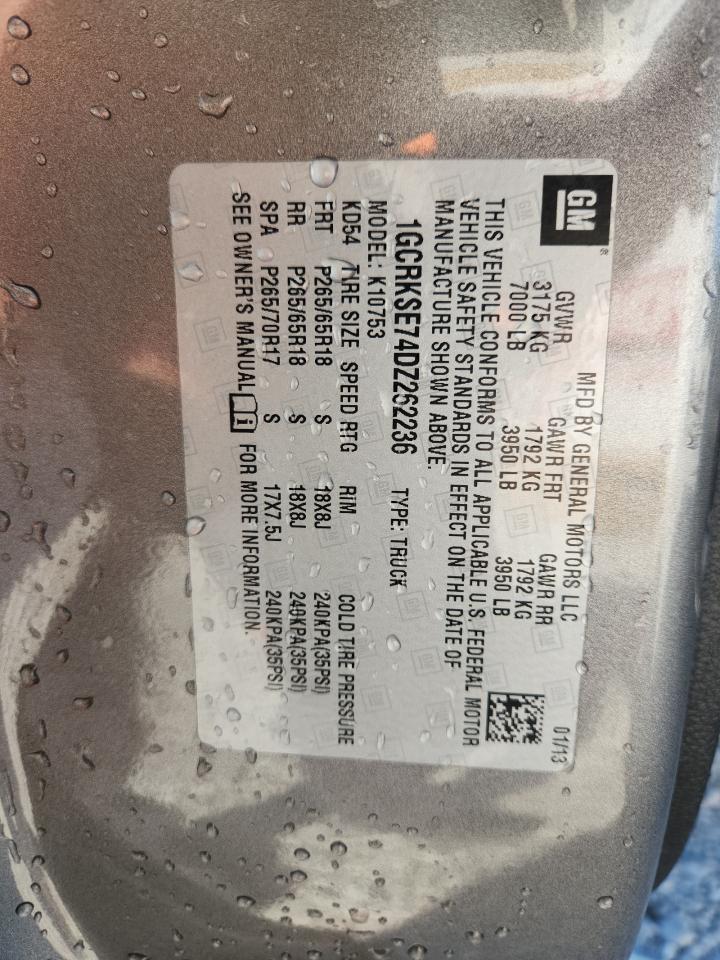 GM®
MFD BY GENERAL MOTORS LLC 01/13
GVWR GAWR FRT GAWR RR
3175 KG 1792 KG 1792 KG
7000 LB 3950 LB 3950 LB
THIS VEHICLE CONFORMS TO ALL APPLICABLE U.S. FEDERAL MOTOR
VEHICLE SAFETY STANDARDS IN EFFECT ON THE DATE OF
MANUFACTURE SHOWN ABOVE.
1GCRKSE74DZ262236 TYPE: TRUCK
MODEL: K10753
KD54 TIRE SIZE SPEED RTG RIM COLD TIRE PRESSURE
FRT P265/65R18 S 18X8J 240KPA(35PSI)
RR P265/65R18 S 18X8J 240KPA(35PSI)
SPA P265/70R17 S 17X7.5J 240KPA(35PSI)
SEE OWNER'S MANUAL FOR MORE INFORMATION.